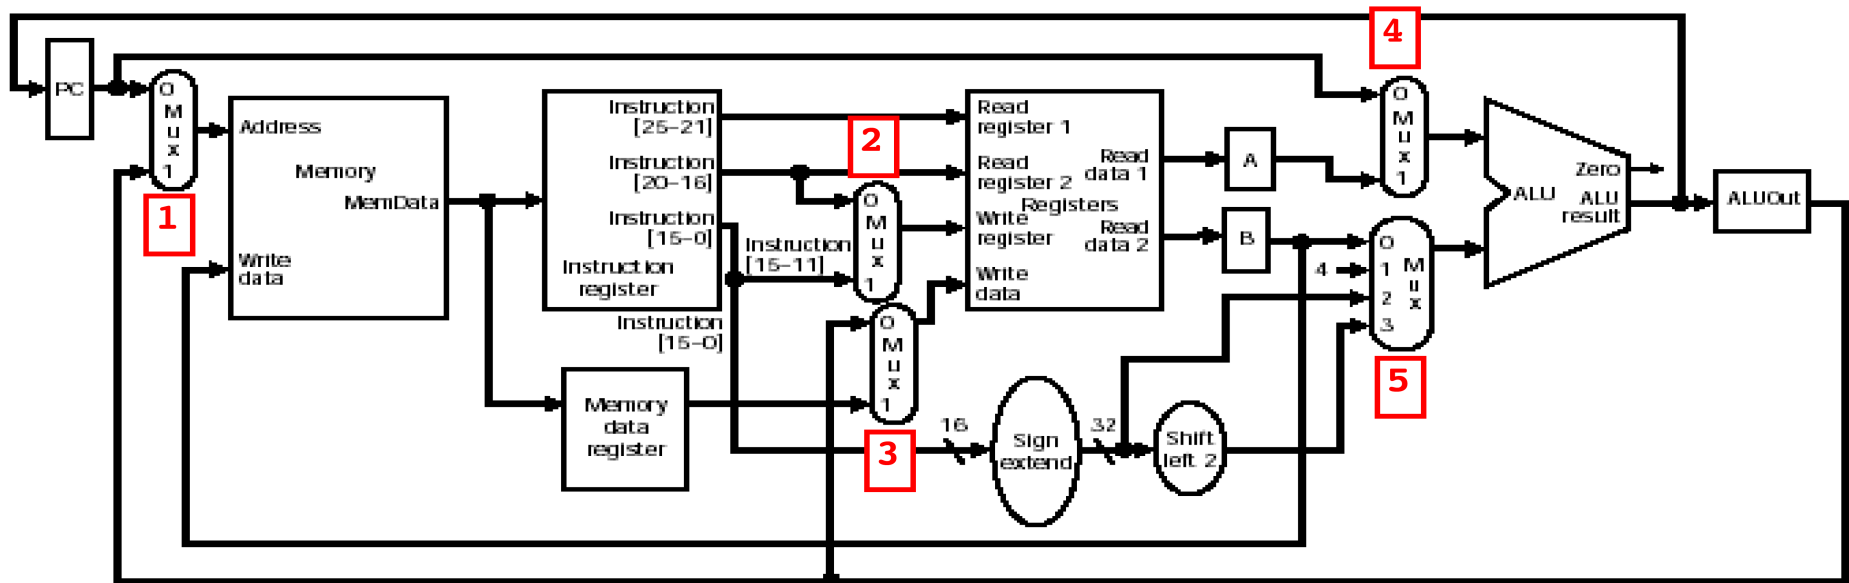 4
PC
0
M
u
x
1
1
Address
Memory
MemData
Write
data
Instruction
[25-21]
Instruction
[20-16]
Instruction
[15-0]
Instruction
register
Instruction
[15-11]
Instruction
[15-0]
Memory
data
register
2
0
M
u
x
1
0
M
u
x
1
3
Read
register 1
Read
register 2
Registers
Write
register
Write
data
Read
data 1
Read
data 2
16
Sign
extend
32
Shift
left 2
A
B
4
0
M
u
x
1
0
1
2
3
M
u
x
5
Zero
ALU
ALU
result
ALUOut